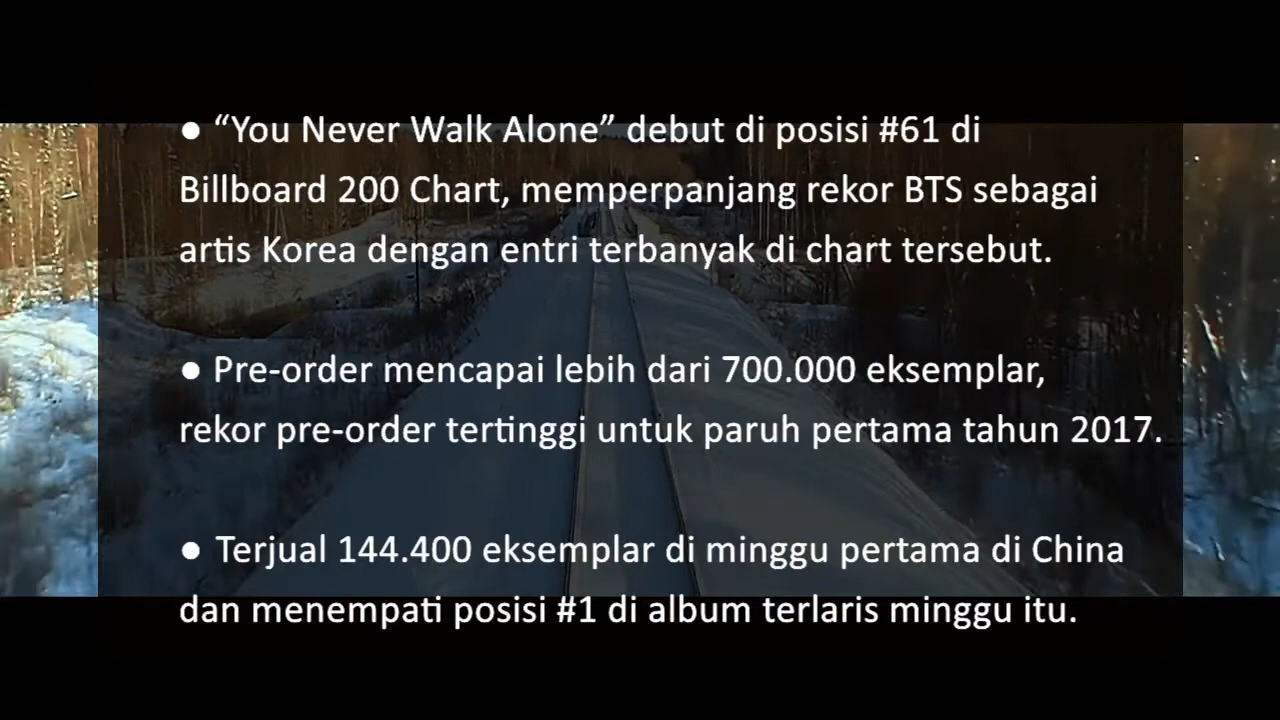 ● “You Never Walk Alone” debut di posisi #61 di
Billboard 200 Chart, memperpanjang rekor BTS sebagai
artis Korea dengan entri terbanyak di chart tersebut.
● Pre-order mencapai lebih dari 700.000 eksemplar,
rekor pre-order tertinggi untuk paruh pertama tahun 2017.
● Terjual 144.400 eksemplar di minggu pertama di China
dan menempati posisi #1 di album terlaris minggu itu.